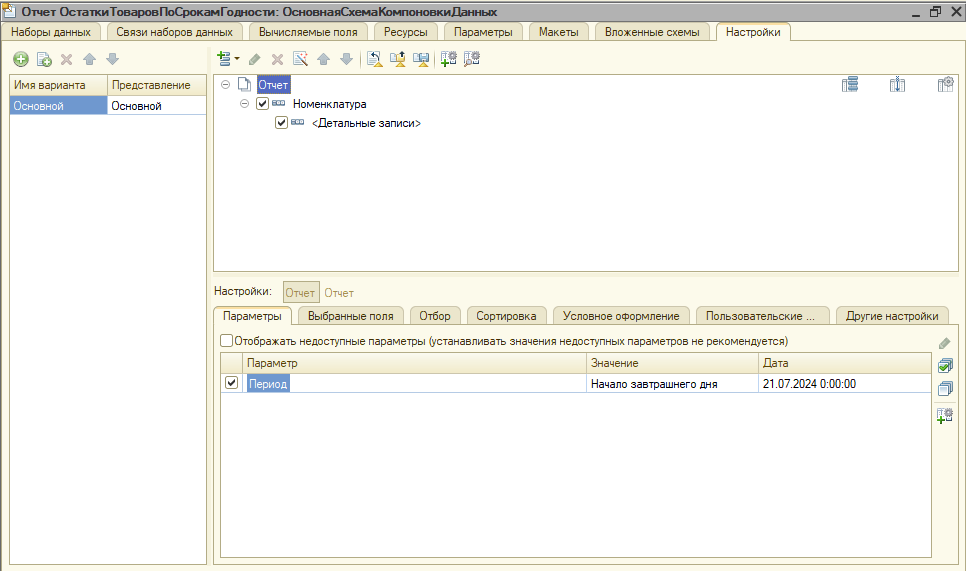 Отчет ОстаткиТоваровПоСрокамГодности: ОсновнаяСхемаКомпоновкиДанных
Наборы данных Связи наборов данных Вычисляемые поля Ресурсы Параметры Макеты Вложенные схемы Настройки
Имя варианта Представление
Основной Основной
Отчет
Номенклатура
<Детальные записи>
Настройки: Отчет Отчет
Параметры Выбранные поля Отбор Сортировка Условное оформление Пользовательские ... Другие настройки
Отображать недоступные параметры (устанавливать значения недоступных параметров не рекомендуется)
Параметр Значение Дата
Период Начало завтрашнего дня 21.07.2024 0:00:00